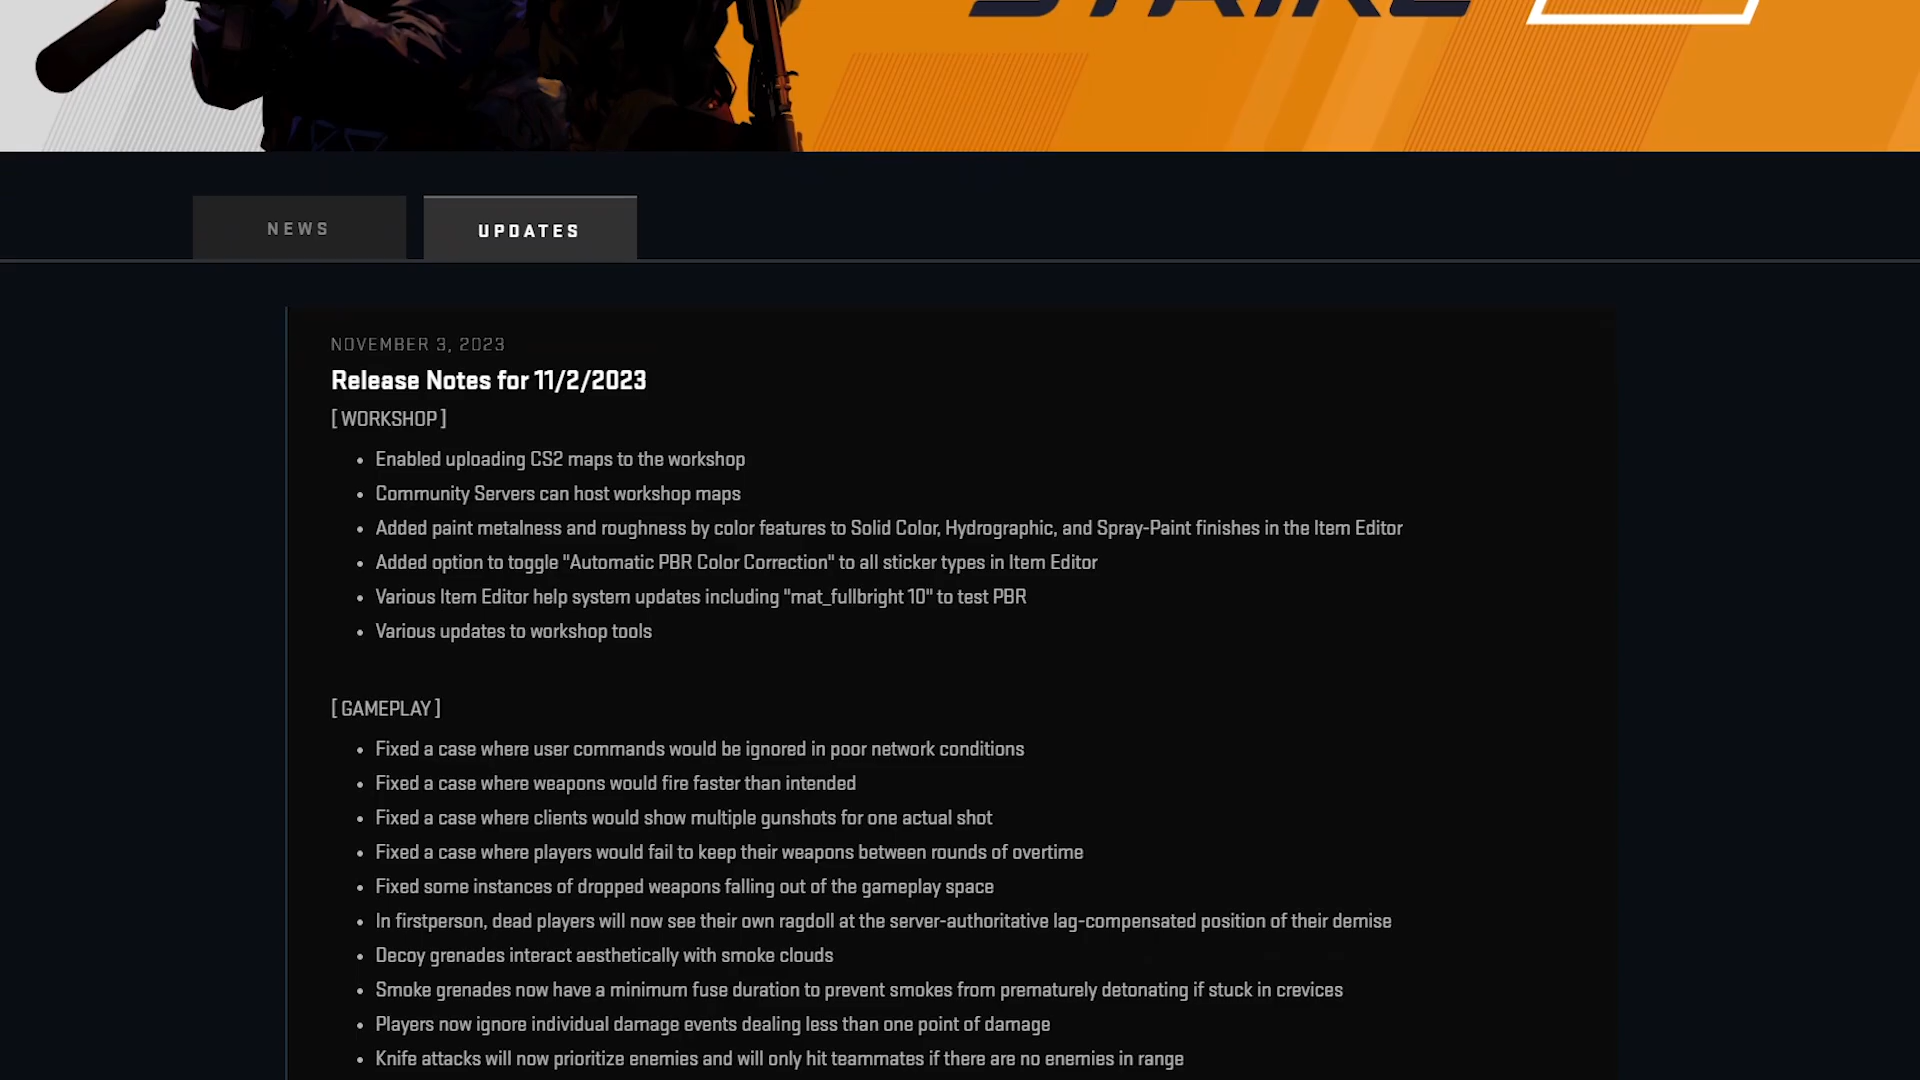 STRIKE
NEWS
UPDATES
NOVEMBER 3, 2023
Release Notes for 11/2/2023
[ WORKSHOP ]
• Enabled uploading CS2 maps to the workshop
• Community Servers can host workshop maps
• Added paint metalness and roughness by color features to Solid Color, Hydrographic, and Spray-Paint finishes in the Item Editor
• Added option to toggle "Automatic PBR Color Correction" to all sticker types in Item Editor
• Various Item Editor help system updates including "mat_fullbright 10" to test PBR
• Various updates to workshop tools
[ GAMEPLAY ]
• Fixed a case where user commands would be ignored in poor network conditions
• Fixed a case where weapons would fire faster than intended
• Fixed a case where clients would show multiple gunshots for one actual shot
• Fixed a case where players would fail to keep their weapons between rounds of overtime
• Fixed some instances of dropped weapons falling out of the gameplay space
• In firstperson, dead players will now see their own ragdoll at the server-authoritative lag-compensated position of their demise
• Decoy grenades interact aesthetically with smoke clouds
• Smoke grenades now have a minimum fuse duration to prevent smokes from prematurely detonating if stuck in crevices
• Players now ignore individual damage events dealing less than one point of damage
• Knife attacks will now prioritize enemies and will only hit teammates if there are no enemies in range